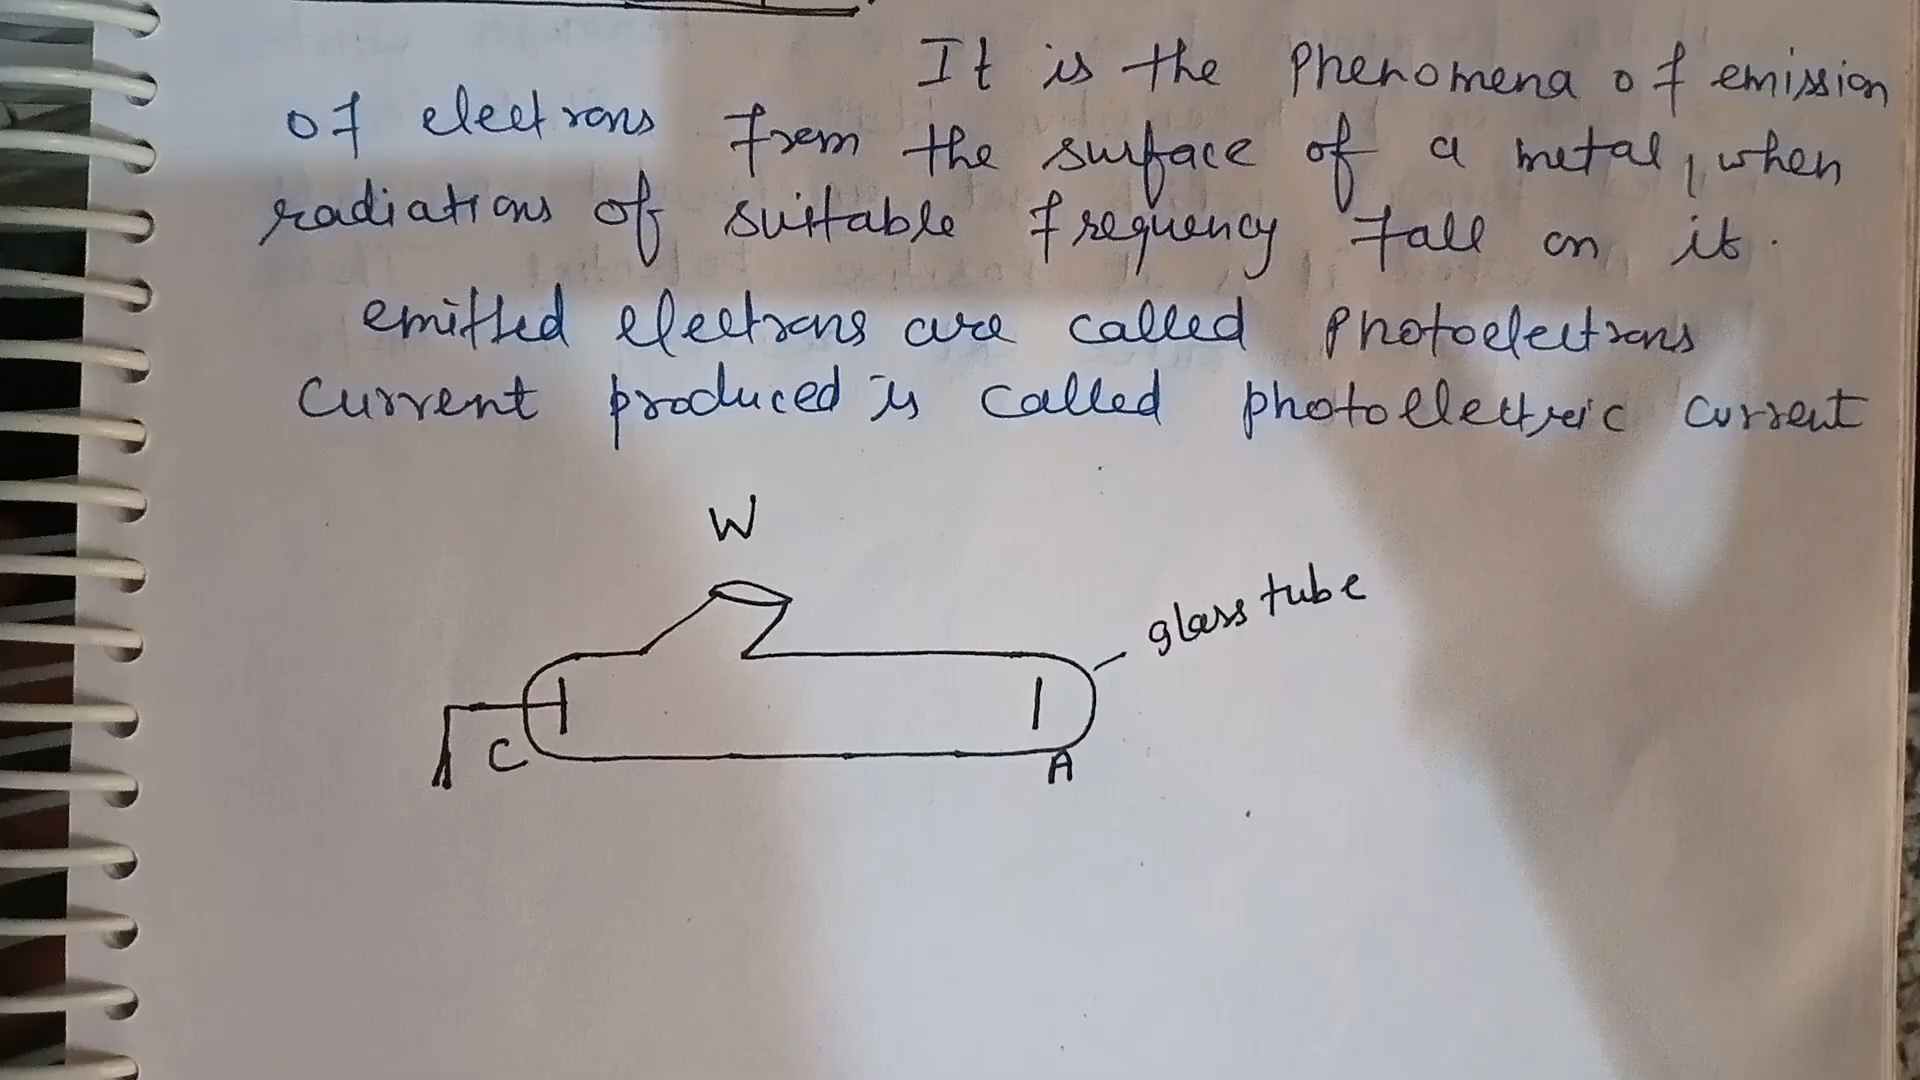 It is the Phenomena of emission
of electrons from the surface of a metal, when
radiations of suitable frequency fall on it.
emitted electrons are called Photoelectrons
Current produced is called photoelectric current
W
glass tube
C
A